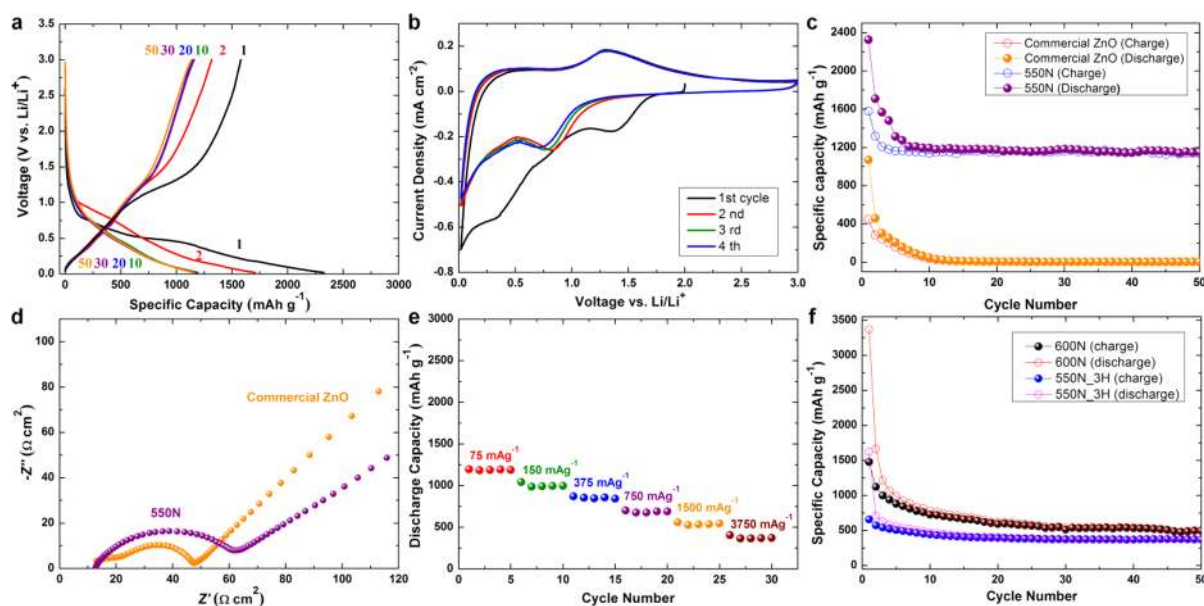 a
50 30 20 10 2 1
3.0
2.5
2.0
1.5
1.0
0.5
0.0
Voltage (V vs. Li/Li+)
1
2
50 30 20 10
0 500 1000 1500 2000 2500 3000
Specific Capacity (mAh g-1)
b
0.4
0.2
0.0
-0.2
-0.4
-0.6
-0.8
Current Density (mA cm-2)
1st cycle
2 nd
3 rd
4 th
0.0 0.5 1.0 1.5 2.0 2.5 3.0
Voltage vs. Li/Li+
c
2400
2000
1600
1200
800
400
0
Specific capacity (mAh g-1)
Commercial ZnO (Charge)
Commercial ZnO (Discharge)
550N (Charge)
550N (Discharge)
0 10 20 30 40 50
Cycle Number
d
100
80
60
40
20
0
-Z'' (Ω cm2)
Commercial ZnO
550N
0 20 40 60 80 100 120
Z' (Ω cm2)
e
3000
2700
2400
2100
1800
1500
1200
900
600
300
0
Discharge Capacity (mAh g-1)
75 mAg-1
150 mAg-1
375 mAg-1
750 mAg-1
1500 mAg-1
3750 mAg-1
0 5 10 15 20 25 30
Cycle Number
f
3500
3000
2500
2000
1500
1000
500
0
Specific Capacity (mAh g-1)
600N (charge)
600N (discharge)
550N_3H (charge)
550N_3H (discharge)
0 10 20 30 40 50
Cycle Number